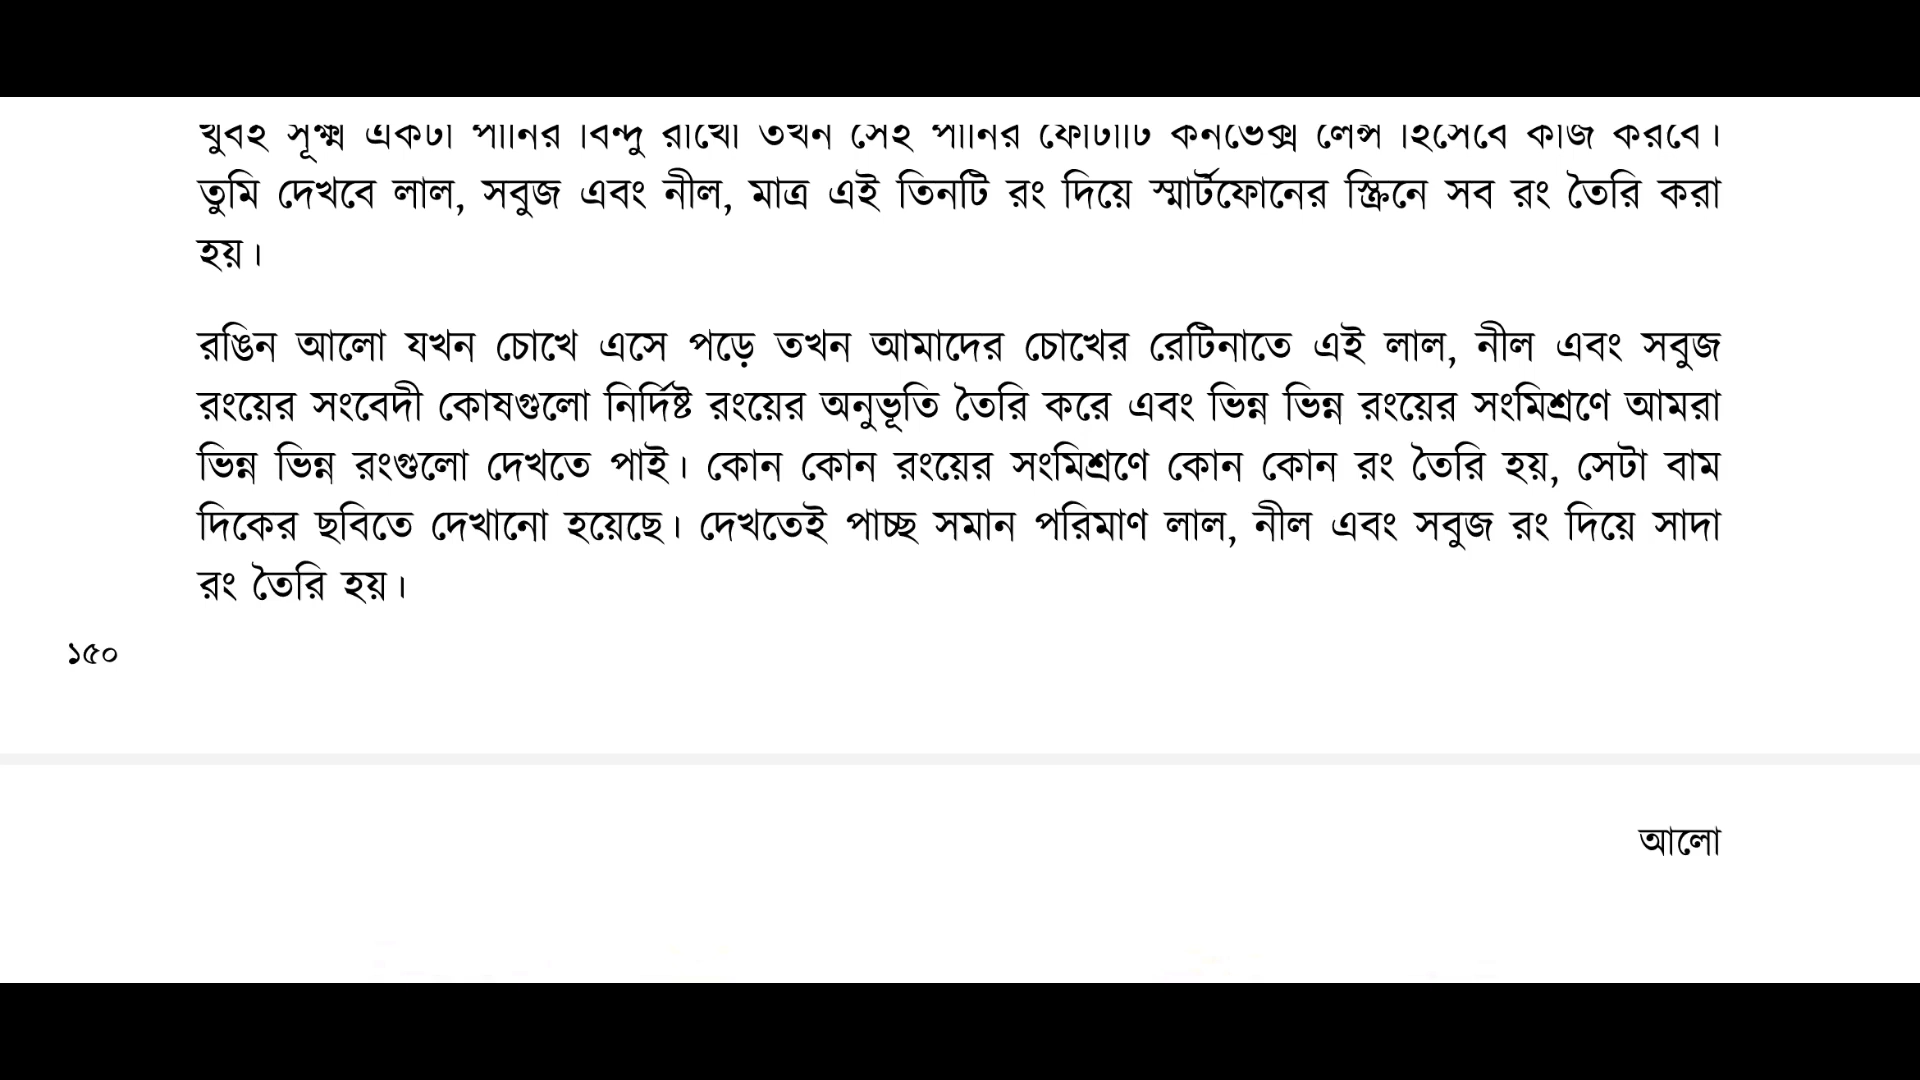 খুবই সূক্ষ্ম একটা পানির বিন্দু রাখো তখন সেই পানির ফোঁটাটি কনভেক্স লেন্স হিসেবে কাজ করবে।
তুমি দেখবে লাল, সবুজ এবং নীল, মাত্র এই তিনটি রং দিয়ে স্মার্টফোনের স্ক্রিনে সব রং তৈরি করা
হয়।
রঙিন আলো যখন চোখে এসে পড়ে তখন আমাদের চোখের রেটিনাতে এই লাল, নীল এবং সবুজ
রংয়ের সংবেদী কোষগুলো নির্দিষ্ট রংয়ের অনুভূতি তৈরি করে এবং ভিন্ন ভিন্ন রংয়ের সংমিশ্রণে আমরা
ভিন্ন ভিন্ন রংগুলো দেখতে পাই। কোন কোন রংয়ের সংমিশ্রণে কোন কোন রং তৈরি হয়, সেটা বাম
দিকের ছবিতে দেখানো হয়েছে। দেখতেই পাচ্ছ সমান পরিমাণ লাল, নীল এবং সবুজ রং দিয়ে সাদা
রং তৈরি হয়।
১৫০
আলো